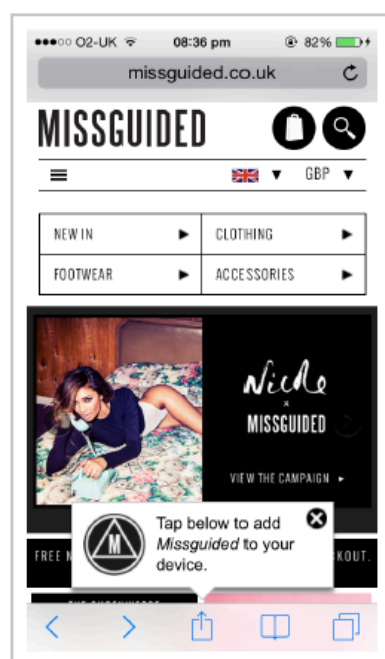 O2-UK 08:36 pm 82%
missguided.co.uk
MISSGUIDED
GBP
NEW IN CLOTHING
FOOTWEAR ACCESSORIES
Nicole
x
MISSGUIDED
VIEW THE CAMPAIGN
M
Tap below to add
Missguided to your
device.
FREE KOUT.